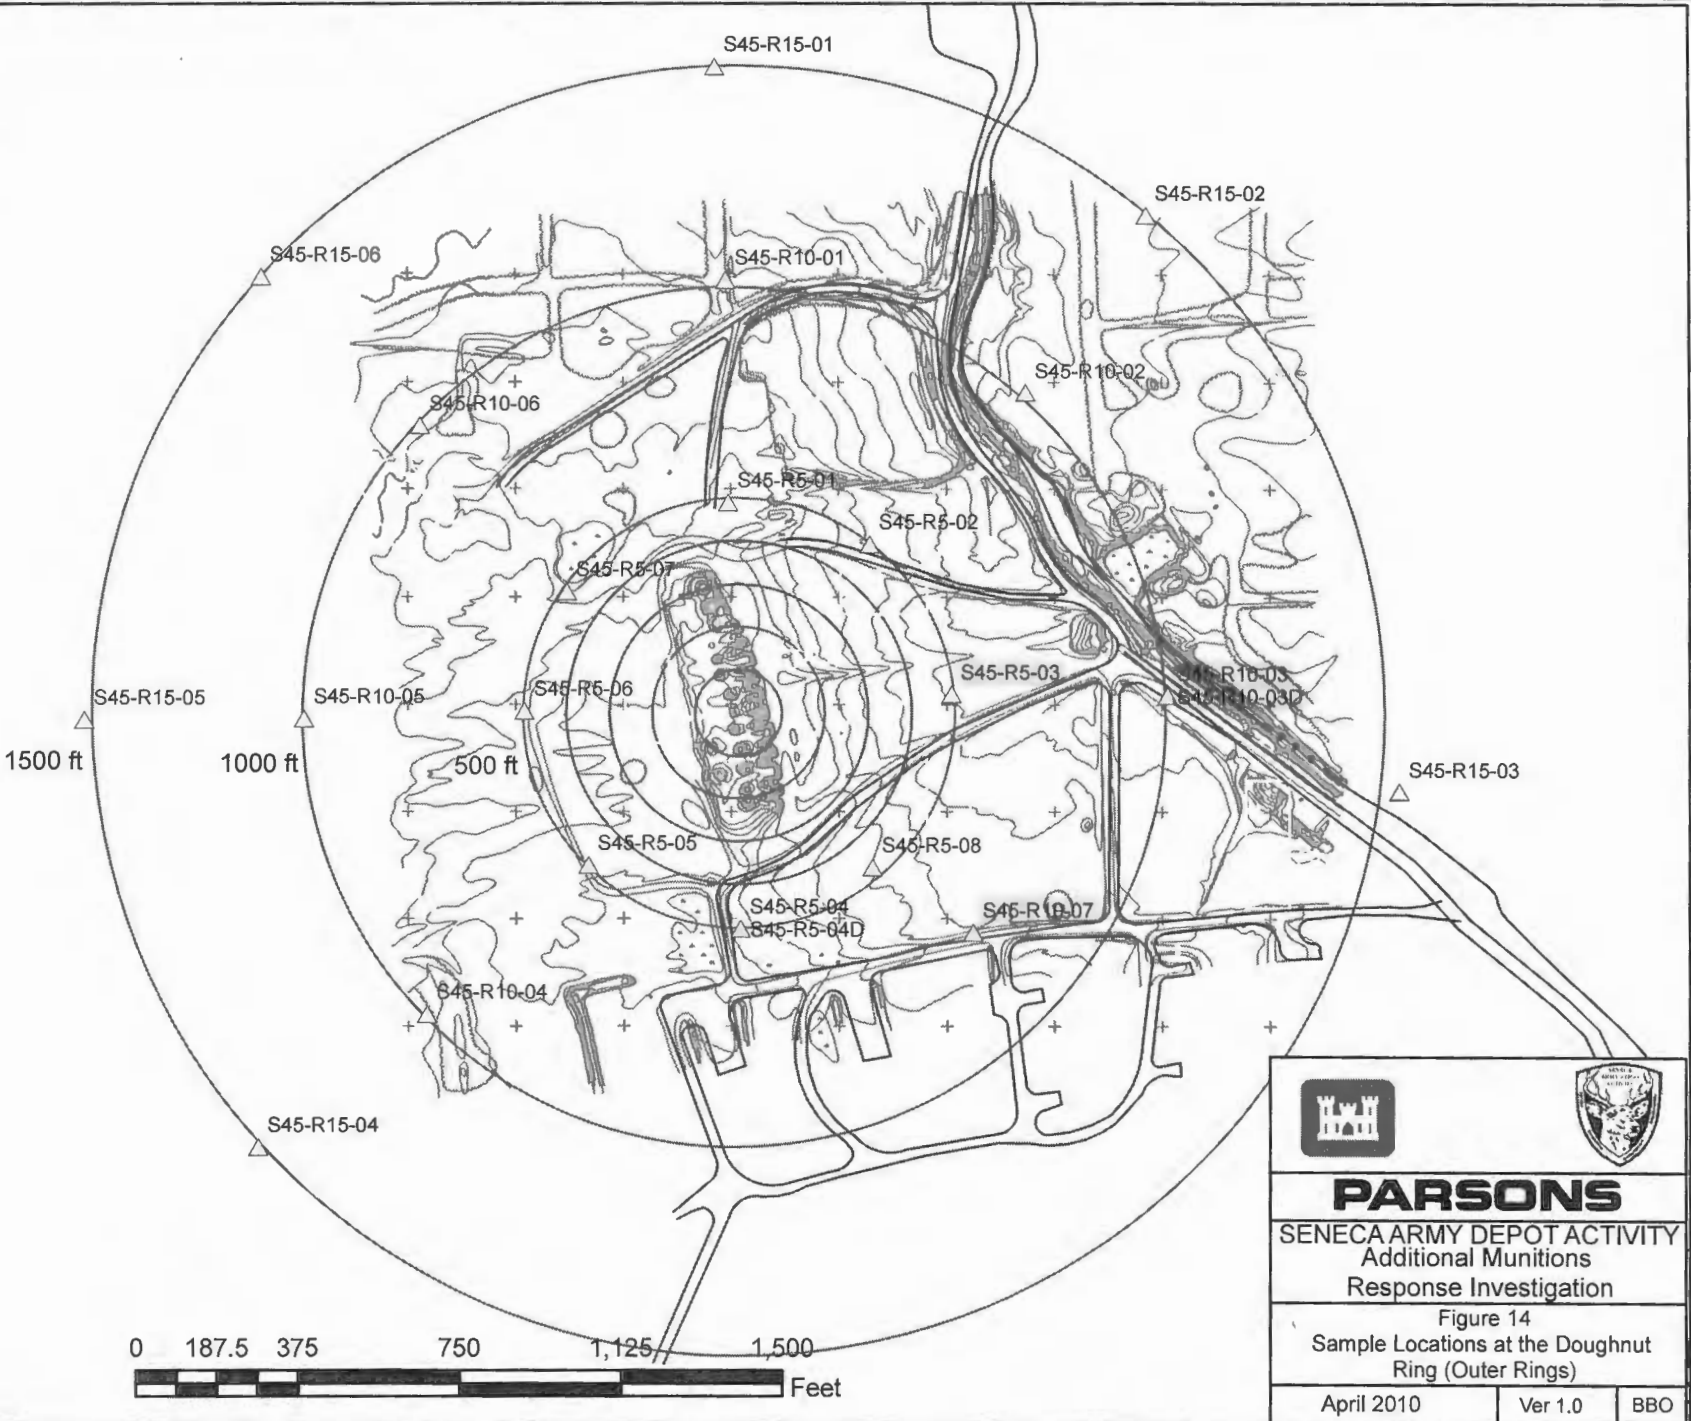 S45-R15-01
S45-R15-02
S45-R15-06
S45-R10-01
S45-R10-02
S45-R10-06
S45-R5-01
S45-R5-02
S45-R5-07
S45-R5-03
S45-R10-03
S45-R10-03D
S45-R15-05
S45-R10-05
S45-R5-06
1500 ft
1000 ft
500 ft
S45-R15-03
S45-R5-05
S45-R5-08
S45-R5-04
S45-R5-04D
S45-R10-07
S45-R10-04
S45-R15-04
0 187.5 375 750 1,125 1,500
Feet
PARSONS
SENECA ARMY DEPOT ACTIVITY
Additional Munitions
Response Investigation
Figure 14
Sample Locations at the Doughnut
Ring (Outer Rings)
April 2010
Ver 1.0
BBO